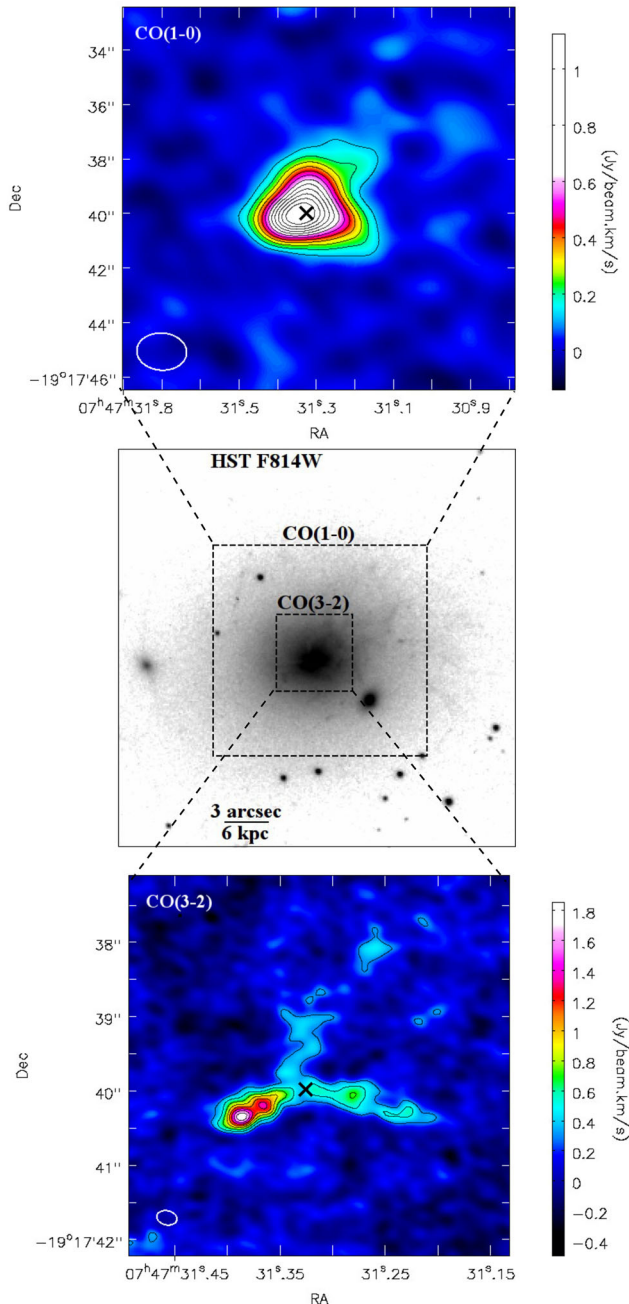 CO(1-0)
34''
36''
38''
40''
42''
44''
−19°17'46''
Dec
07ʰ47ᵐ31ˢ.8
31ˢ.5
31ˢ.3
31ˢ.1
30ˢ.9
RA
1
0.8
0.6
0.4
0.2
0
(Jy/beam.km/s)
HST F814W
CO(1-0)
CO(3-2)
3 arcsec
6 kpc
CO(3-2)
38''
39''
40''
41''
−19°17'42''
Dec
07ʰ47ᵐ31ˢ.45
31ˢ.35
31ˢ.25
31ˢ.15
RA
1.8
1.6
1.4
1.2
1
0.8
0.6
0.4
0.2
0
−0.2
−0.4
(Jy/beam.km/s)